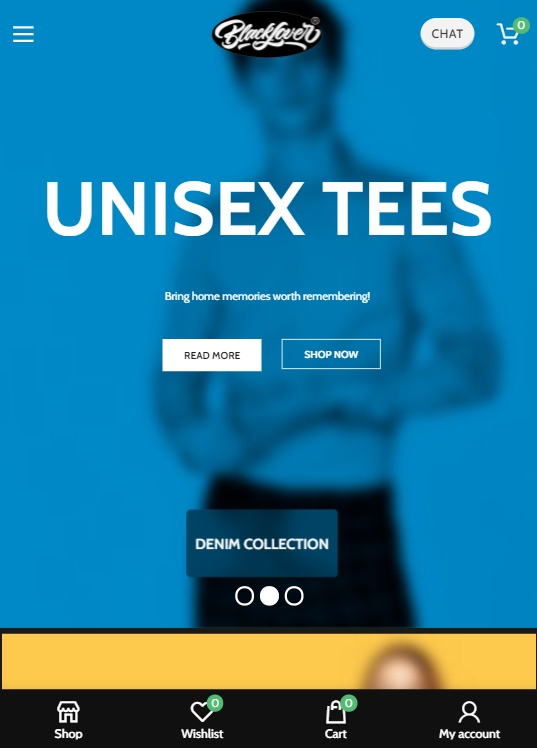 Blacklover
®
CHAT
0
UNISEX TEES
Bring home memories worth remembering!
READ MORE
SHOP NOW
DENIM COLLECTION
0
0
Shop
Wishlist
Cart
My account